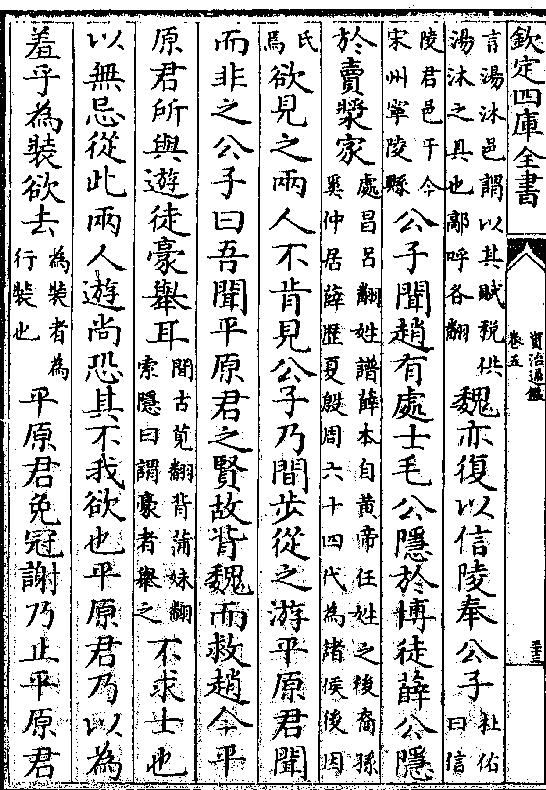 欽定四庫全書
資治通鑑
卷五
言湯沐邑謂以其賦稅供
湯沐之具也鄗呼各翻
魏亦復以信陵奉公子
杜佑
曰信
陵君邑于今
宋州寧陵縣
公子聞趙有處士毛公隱於博徒薛公隱
於賣漿家
處昌呂翻姓譜薛本自黃帝任姓之後裔孫
奚仲居薛歷夏殷周六十四代為諸侯後因
氏
焉
欲見之兩人不肯見公子乃間步從之游平原君聞
而非之公子曰吾聞平原君之賢故背魏而救趙今平
原君所與遊徒豪舉耳
間古莧翻背蒲妹翻
索隱曰謂豪者舉之
不求士也
以無忌從此兩人遊尚恐其不我欲也平原君乃以為
羞乎為裝欲去
為裝者為
行裝也
平原君免冠謝乃止平原君